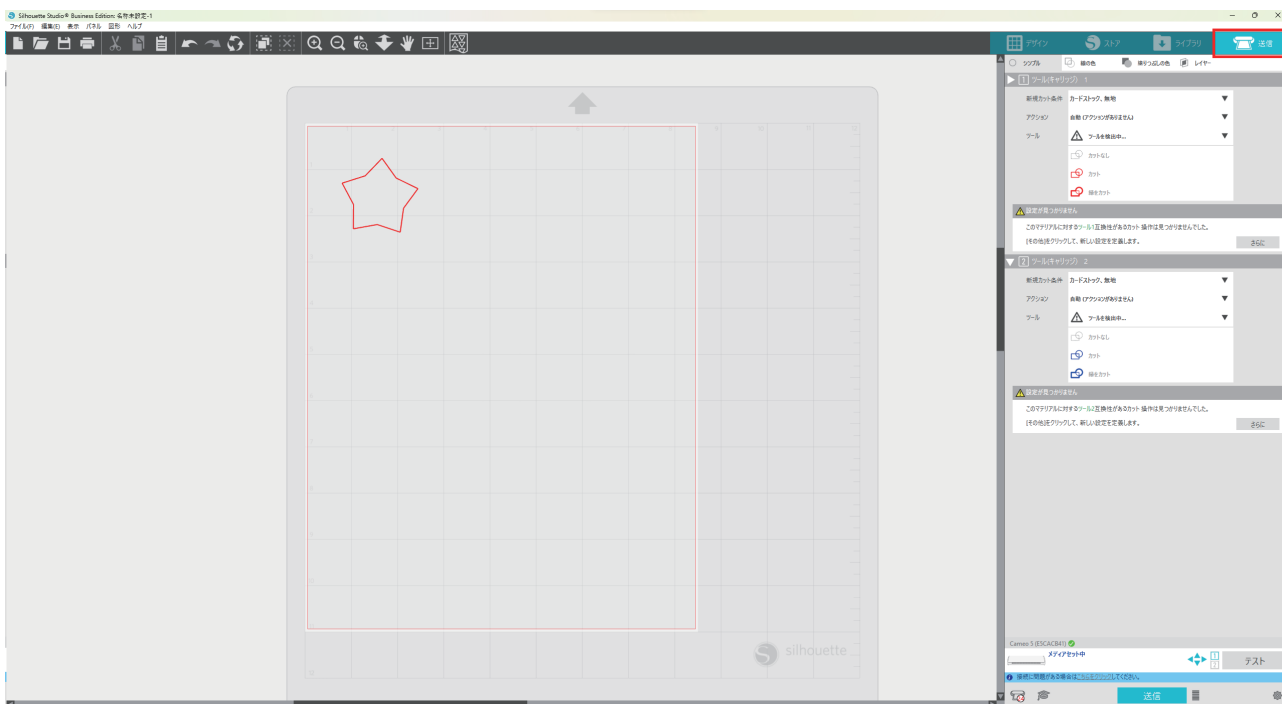 Silhouette Studio® Business Edition: 名称未設定-1
ファイル(F) 編集(E) 表示 パネル 図形 ヘルプ
デザイン ストア ライブラリ 送信
シンプル 線の色 塗りつぶしの色 レイヤー
1 ツール(キャリッジ) 1
新規カット条件 カードストック、無地
アクション 自動 (アクションがありません)
ツール ツールを検出中...
カットなし
カット
端をカット
設定が見つかりません
このマテリアルに対するツール1互換性があるカット 操作は見つかりませんでした。
[その他]をクリックして、新しい設定を定義します。
さらに
2 ツール(キャリッジ) 2
新規カット条件 カードストック、無地
アクション 自動 (アクションがありません)
ツール ツールを検出中...
カットなし
カット
端をカット
設定が見つかりません
このマテリアルに対するツール2互換性があるカット 操作は見つかりませんでした。
[その他]をクリックして、新しい設定を定義します。
さらに
silhouette
Cameo 5 (E5CACB41)
メディアセット中
1
2
テスト
接続に問題がある場合はこちらをクリックしてください。
送信